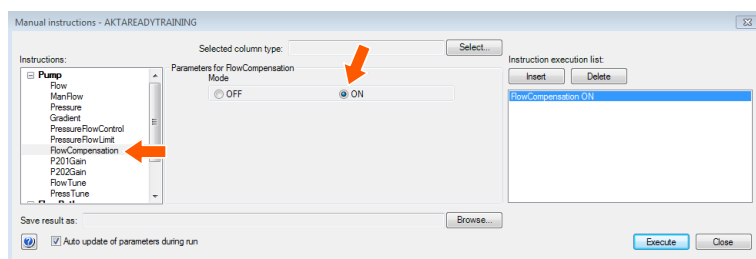 Manual instructions - AKTAREADYTRAINING
Selected column type:
Select...
Instructions:
Pump
Flow
ManFlow
Pressure
Gradient
PressureFlowControl
PressureFlowLimit
FlowCompensation
P201Gain
P202Gain
FlowTune
PressTune
Parameters for FlowCompensation
Mode
OFF
ON
Instruction execution list:
Insert
Delete
FlowCompensation ON
Save result as:
Browse...
Auto update of parameters during run
Execute
Close